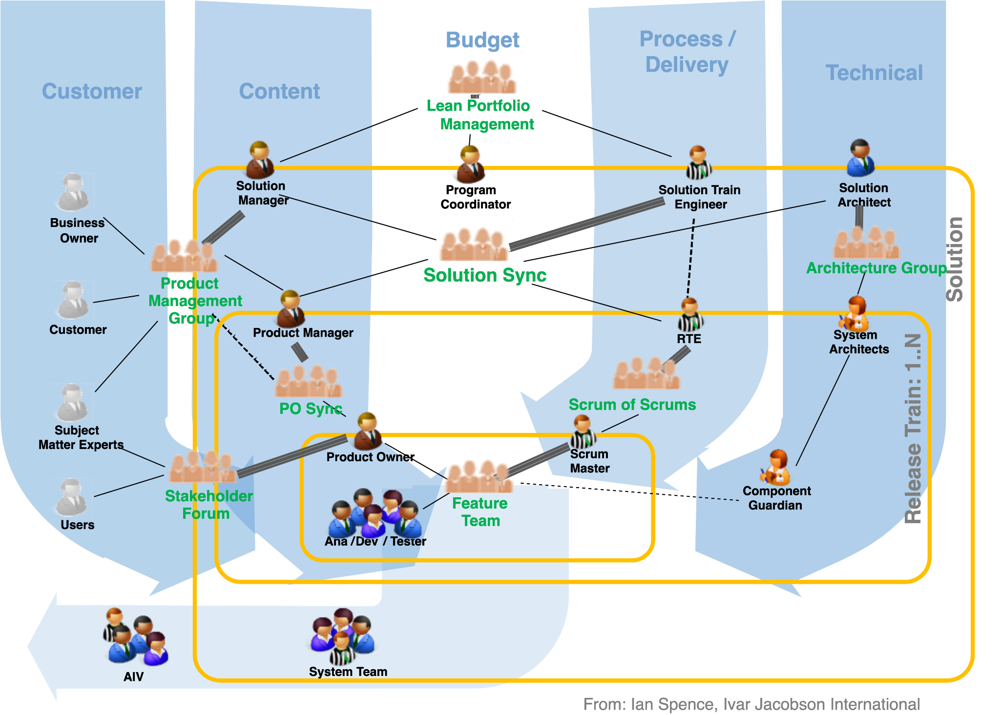 Budget
Process /
Delivery
Technical
Customer
Content
Lean Portfolio
Management
Solution
Manager
Program
Coordinator
Solution Train
Engineer
Solution
Architect
Business
Owner
Solution
Solution Sync
Architecture Group
Product
Management
Group
Customer
Product Manager
RTE
System
Architects
Release Train: 1..N
PO Sync
Scrum of Scrums
Subject
Matter Experts
Product Owner
Scrum
Master
Stakeholder
Forum
Feature
Team
Component
Guardian
Users
Ana /Dev / Tester
AIV
System Team
From: Ian Spence, Ivar Jacobson International